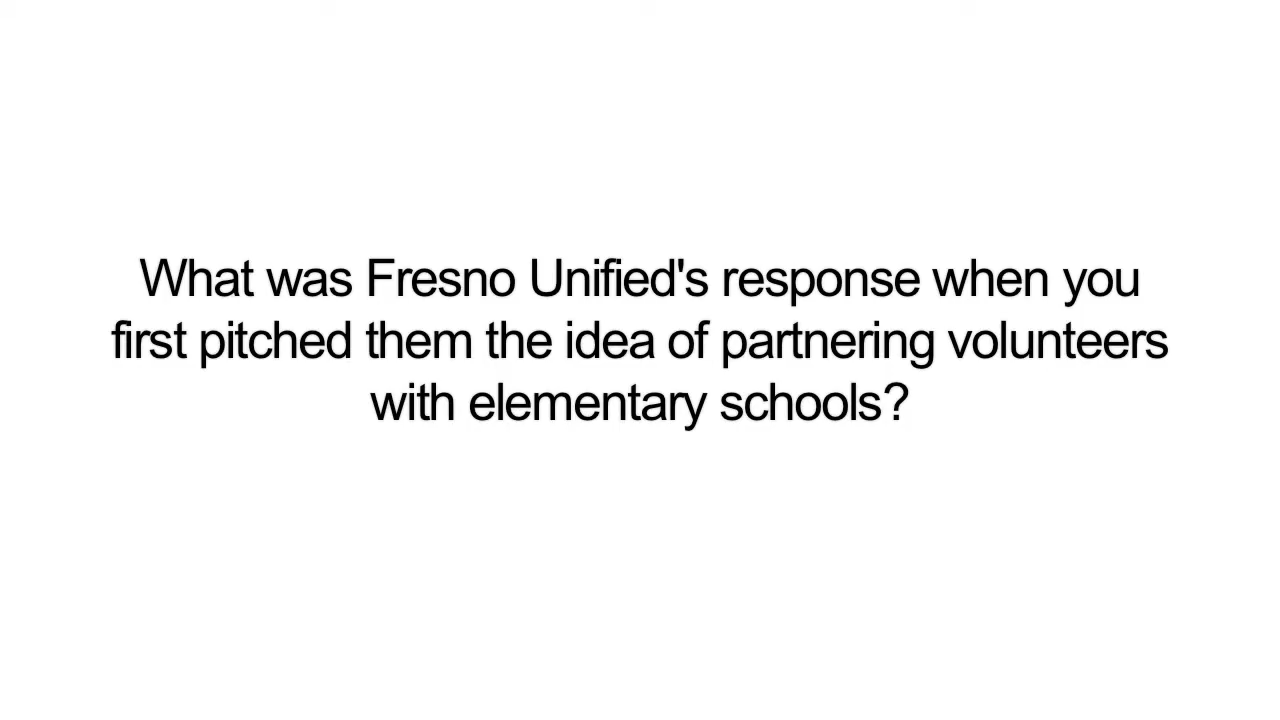 What was Fresno Unified's response when you
first pitched them the idea of partnering volunteers
with elementary schools?